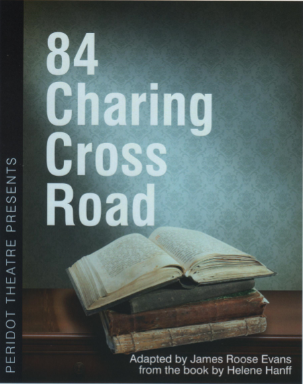 84
Charing
Cross
Road
PERIDOT THEATRE PRESENTS
Adapted by James Roose Evans
from the book by Helene Hanff